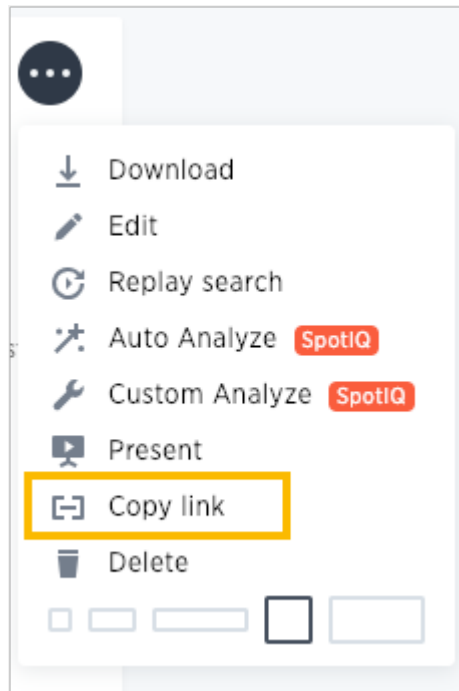 Download
Edit
Replay search
Auto Analyze SpotIQ
Custom Analyze SpotIQ
Present
Copy link
Delete